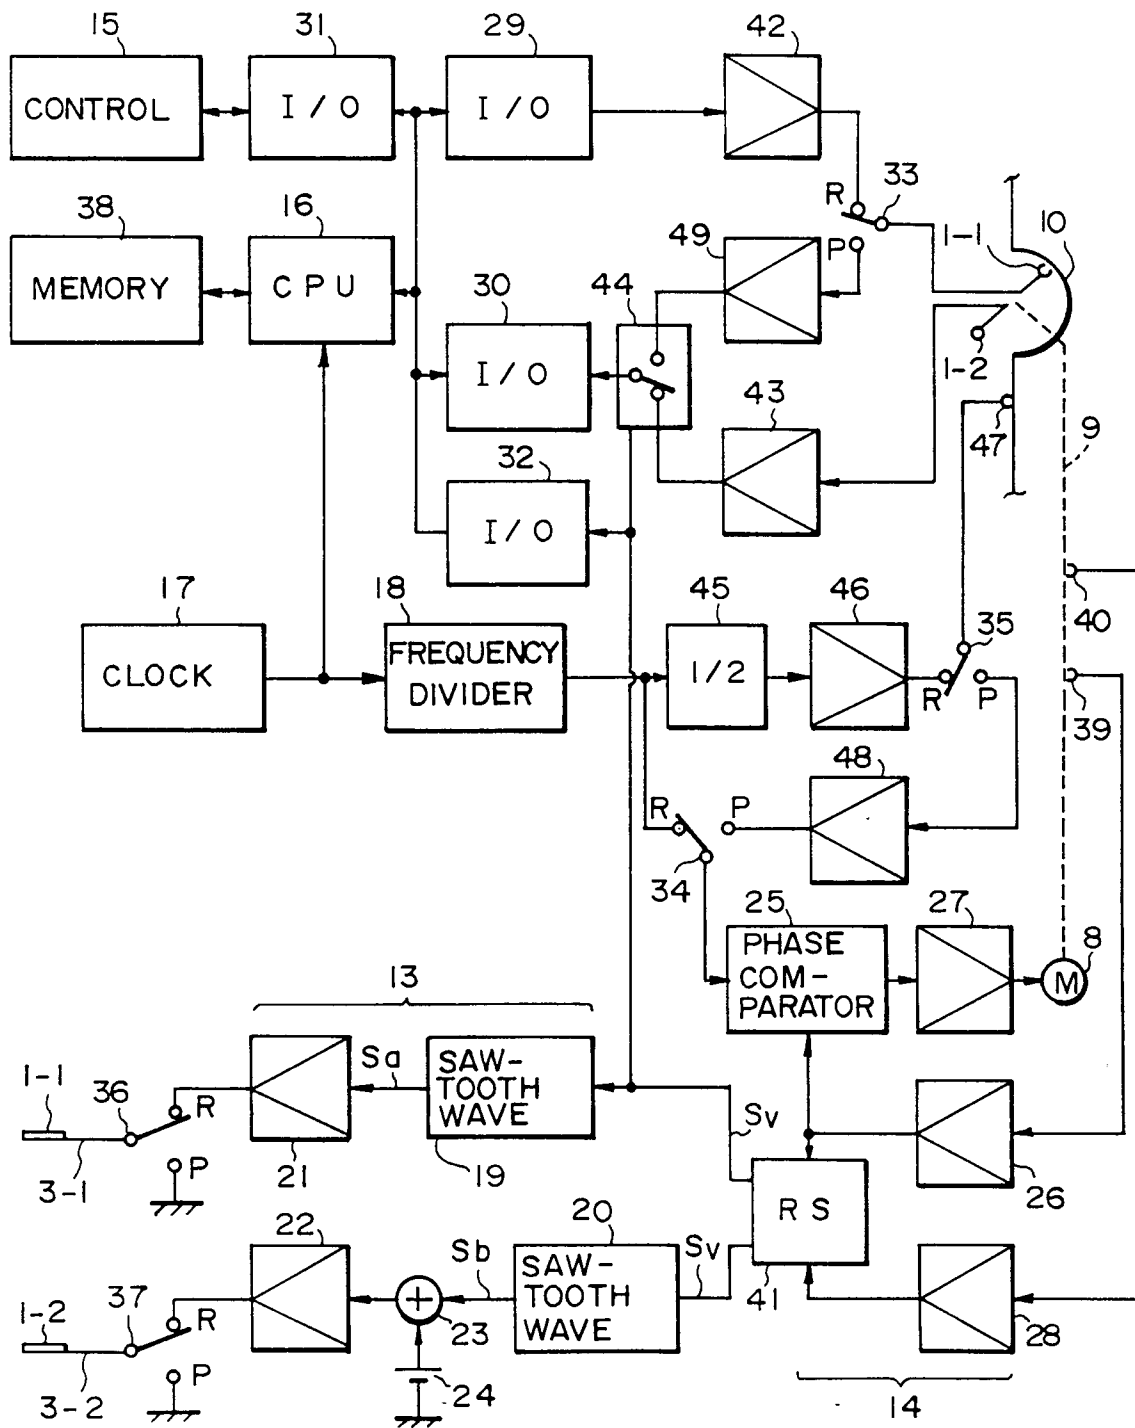 15
31
29
42
CONTROL
I/O
I/O
R
33
P
38
16
49
1-1
10
MEMORY
CPU
30
44
I/O
1-2
43
47
9
32
I/O
17
18
45
46
35
40
CLOCK
FREQUENCY
DIVIDER
1/2
R
P
39
48
R
P
34
25
27
8
PHASE
COM-
PARATOR
M
13
1-1
36
R
Sa
SAW-
TOOTH
WAVE
Sv
P
3-1
21
19
26
RS
22
20
Sb
Sv
1-2
37
R
SAW-
TOOTH
WAVE
41
+
23
28
P
3-2
24
14